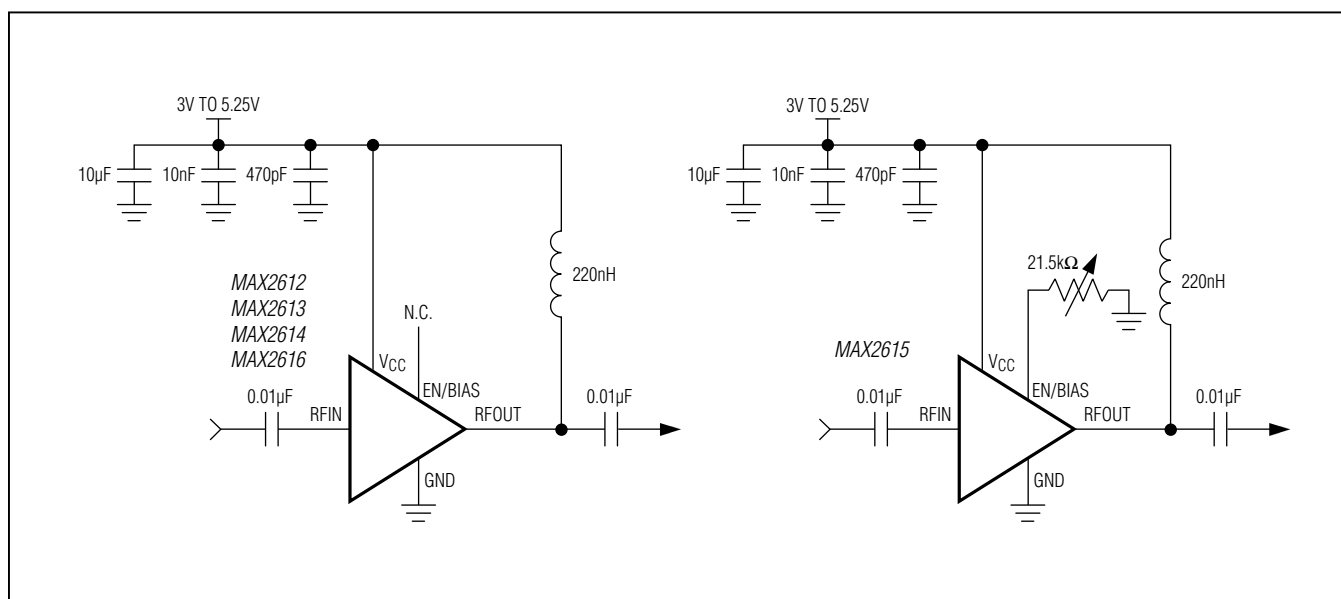 3V TO 5.25V
10µF
10nF
470pF
220nH
MAX2612
MAX2613
MAX2614
MAX2616
N.C.
VCC
EN/BIAS
0.01µF
RFIN
RFOUT
0.01µF
GND
3V TO 5.25V
10µF
10nF
470pF
21.5kΩ
220nH
MAX2615
VCC
EN/BIAS
0.01µF
RFIN
RFOUT
0.01µF
GND